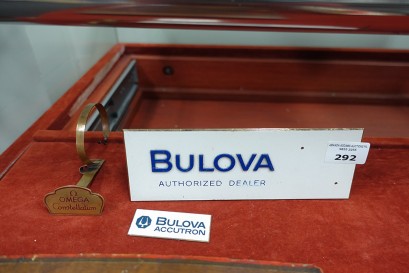 BULOVA
AUTHORIZED DEALER
292
Ω
OMEGA
Constellation
BULOVA
ACCUTRON